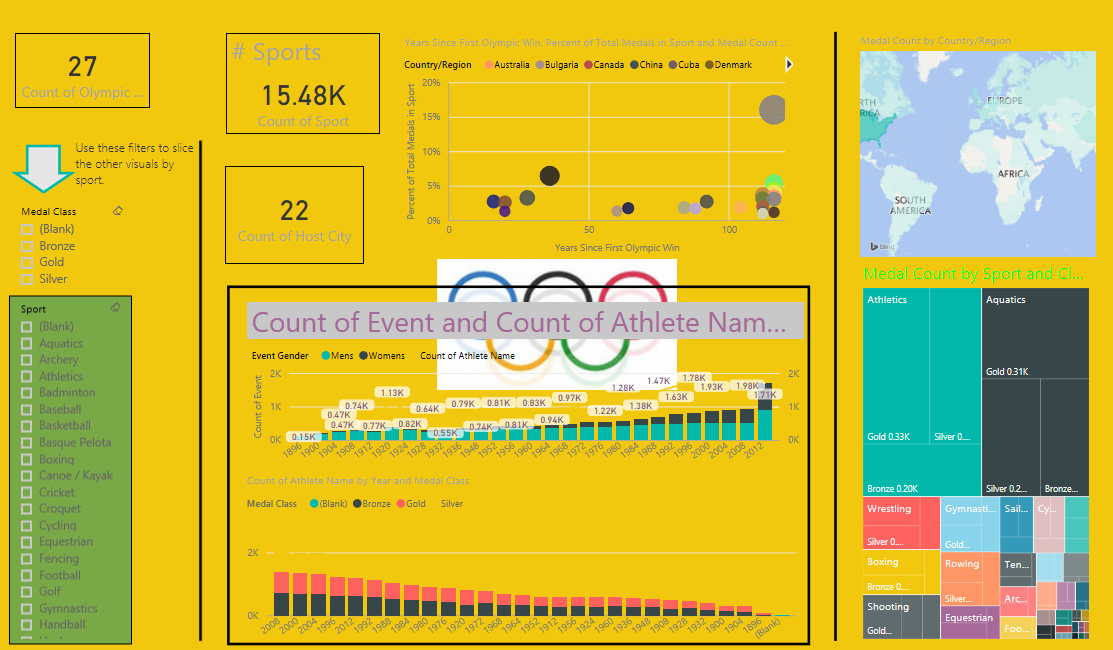 27
Count of Olympic ...
Use these filters to slice
the other visuals by
sport.
Medal Class
(Blank)
Bronze
Gold
Silver
Sport
(Blank)
Aquatics
Archery
Athletics
Badminton
Baseball
Basketball
Basque Pelota
Boxing
Canoe / Kayak
Cricket
Croquet
Cycling
Equestrian
Fencing
Football
Golf
Gymnastics
Handball
# Sports
15.48K
Count of Sport
22
Count of Host City
Years Since First Olympic Win, Percent of Total Medals in Sport and Medal Count ...
Country/Region Australia Bulgaria Canada China Cuba Denmark
Percent of Total Medals in Sport
20%
15%
10%
5%
0%
0 50 100
Years Since First Olympic Win
Count of Event and Count of Athlete Nam...
Event Gender Mens Womens Count of Athlete Name
Count of Event
2K
1K
0K
2K
1K
0K
0.15K
0.47K
0.47K
0.74K
0.77K
1.13K
0.82K
0.64K
0.55K
0.79K
0.74K
0.81K
0.81K
0.83K
0.94K
0.97K
1.22K
1.28K
1.38K
1.47K
1.63K
1.78K
1.93K
1.98K
1.71K
1896 1900 1904 1908 1912 1920 1924 1928 1932 1936 1948 1952 1956 1960 1964 1968 1972 1976 1980 1984 1988 1992 1996 2000 2004 2008 2012
Count of Athlete Name by Year and Medal Class
Medal Class (Blank) Bronze Gold Silver
2K
0K
2008 2000 2004 1996 2012 1992 1988 1984 1980 1976 1972 1920 1968 1964 1952 1912 1956 1924 1960 1936 1948 1908 1928 1932 1900 1904 1896 (Blank)
Medal Count by Country/Region
EUROPE
AFRICA
SOUTH
AMERICA
bing
Medal Count by Sport and Cl...
Athletics
Gold 0.33K
Silver 0....
Bronze 0.20K
Aquatics
Gold 0.31K
Silver 0.2...
Bronze...
Wrestling
Silver 0....
Boxing
Bronze 0...
Shooting
Gold...
Gymnasti...
Gold...
Rowing
Silver...
Equestrian
Sail...
Cy...
Ten...
Arc...
Foo...